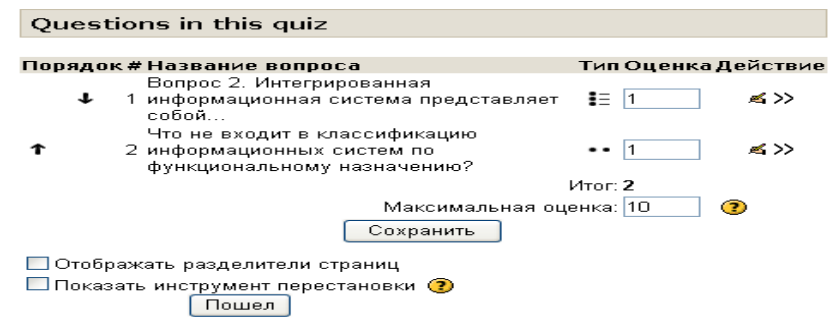 Questions in this quiz
Порядок # Название вопроса Тип Оценка Действие
Вопрос 2. Интегрированная
1 информационная система представляет 1 >>
собой...
Что не входит в классификацию
2 информационных систем по 1 >>
функциональному назначению?
Итог: 2
Максимальная оценка: 10 ?
Сохранить
Отображать разделители страниц
Показать инструмент перестановки ?
Пошел